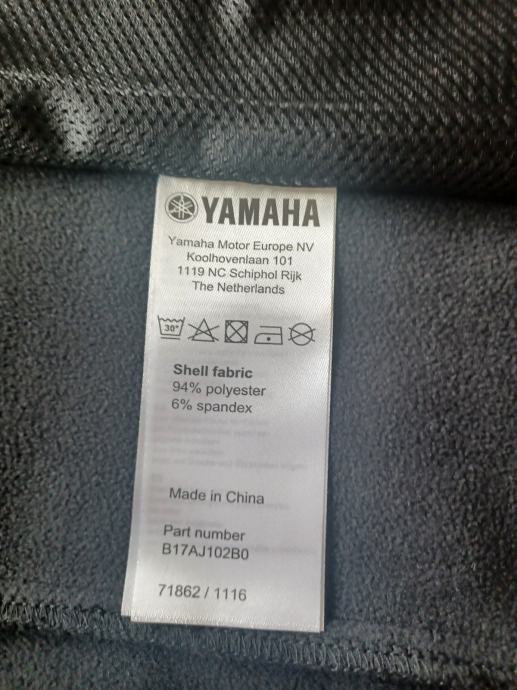 YAMAHA
Yamaha Motor Europe NV
Koolhovenlaan 101
1119 NC Schiphol Rijk
The Netherlands
30°
Shell fabric
94% polyester
6% spandex
Made in China
Part number
B17AJ102B0
71862 / 1116